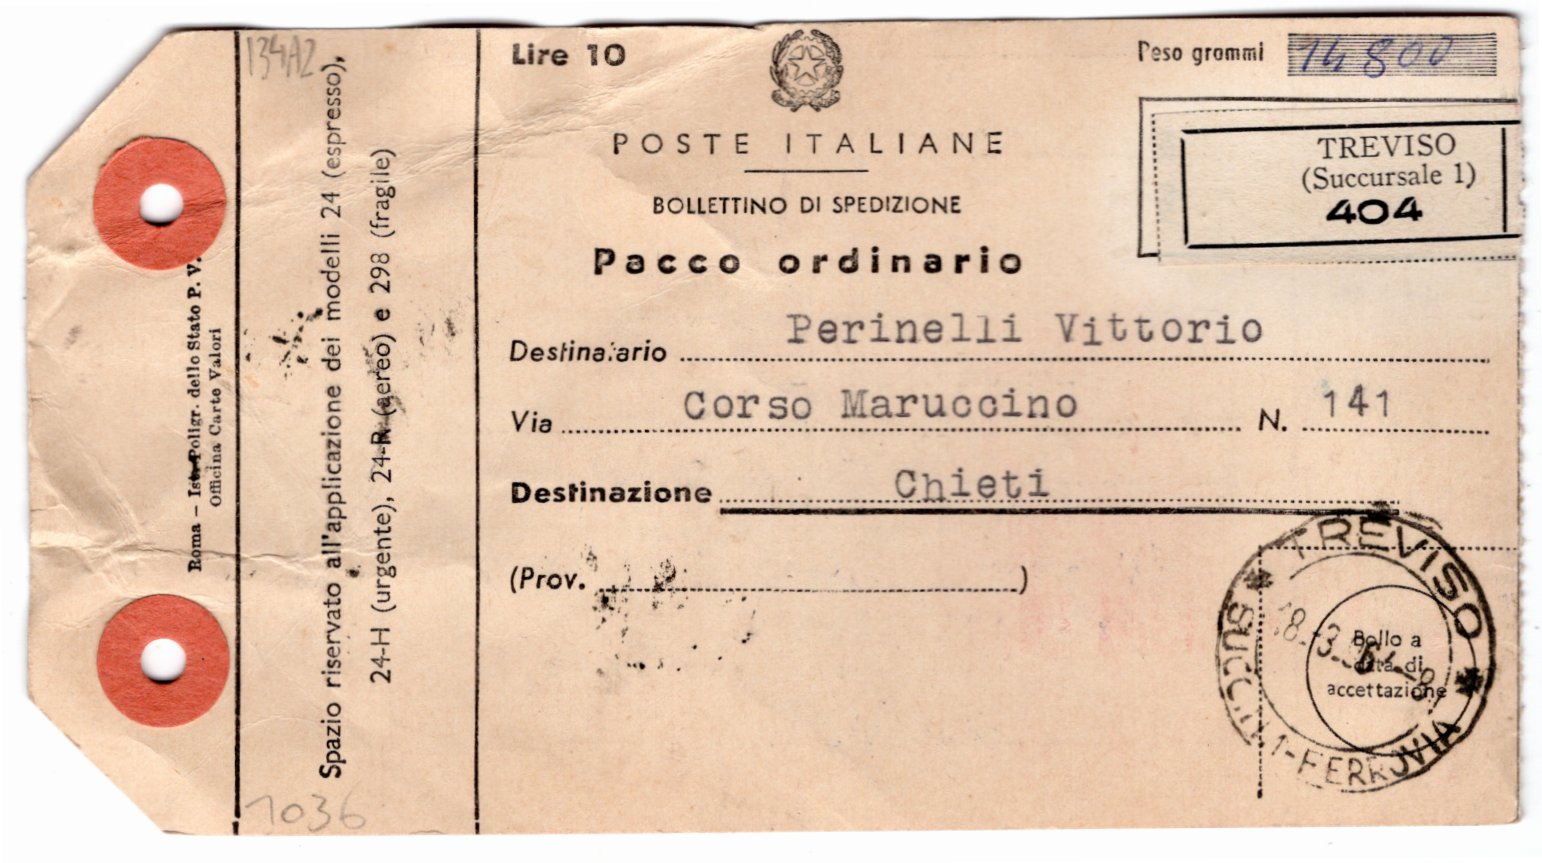 134A2
Spazio riservato all'applicazione dei modelli 24 (espresso),
24-H (urgente), 24-R (aereo) e 298 (fragile)
Roma - Ist. Poligr. dello Stato P. V.
Officina Carte Valori
1036
Lire 10
Peso grammi 14800
POSTE ITALIANE
BOLLETTINO DI SPEDIZIONE
Pacco ordinario
TREVISO
(Succursale 1)
404
Destinatario Perinelli Vittorio
Via Corso Maruccino N. 141
Destinazione Chieti
(Prov. )
TREVISO
SUCC. 1-FERROVIA
Bollo a
data di
accettazione